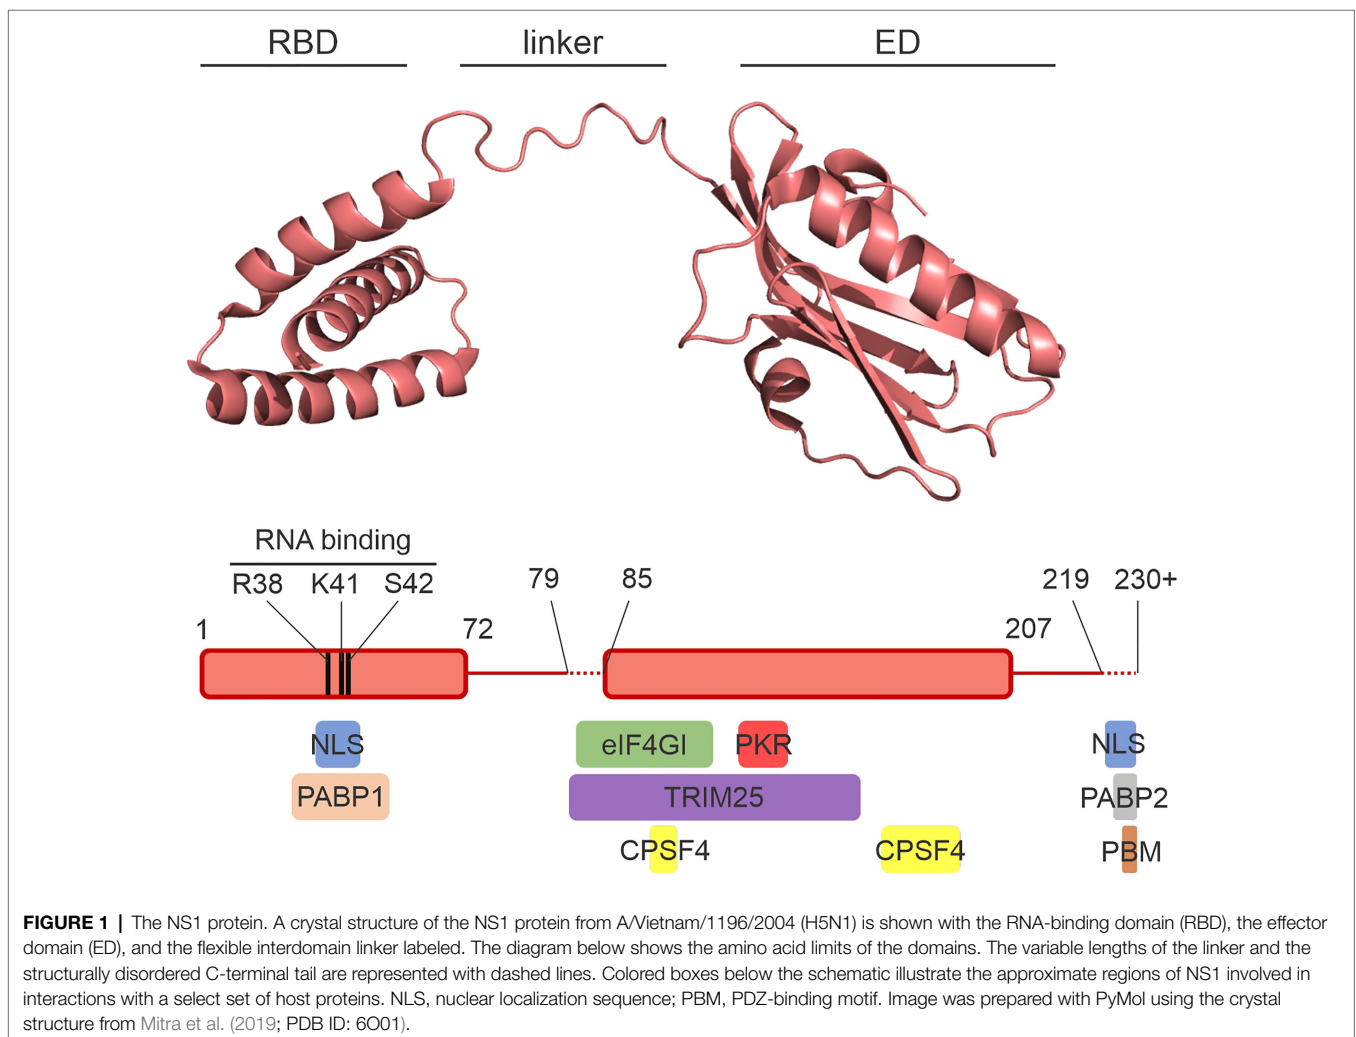 RBD linker ED
RNA binding
R38 K41 S42 79 85 219 230+
1 72 207
NLS eIF4GI PKR NLS
PABP1 TRIM25 PABP2
CPSF4 CPSF4 PBM
FIGURE 1 | The NS1 protein. A crystal structure of the NS1 protein from A/Vietnam/1196/2004 (H5N1) is shown with the RNA-binding domain (RBD), the effector
domain (ED), and the flexible interdomain linker labeled. The diagram below shows the amino acid limits of the domains. The variable lengths of the linker and the
structurally disordered C-terminal tail are represented with dashed lines. Colored boxes below the schematic illustrate the approximate regions of NS1 involved in
interactions with a select set of host proteins. NLS, nuclear localization sequence; PBM, PDZ-binding motif. Image was prepared with PyMol using the crystal
structure from Mitra et al. (2019; PDB ID: 6O01).